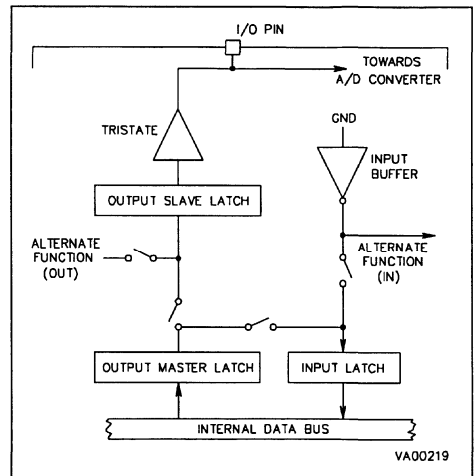 I/O PIN
TOWARDS
A/D CONVERTER
TRISTATE
GND
INPUT
BUFFER
OUTPUT SLAVE LATCH
ALTERNATE
FUNCTION
(OUT)
ALTERNATE
FUNCTION
(IN)
OUTPUT MASTER LATCH
INPUT LATCH
INTERNAL DATA BUS
VA00219